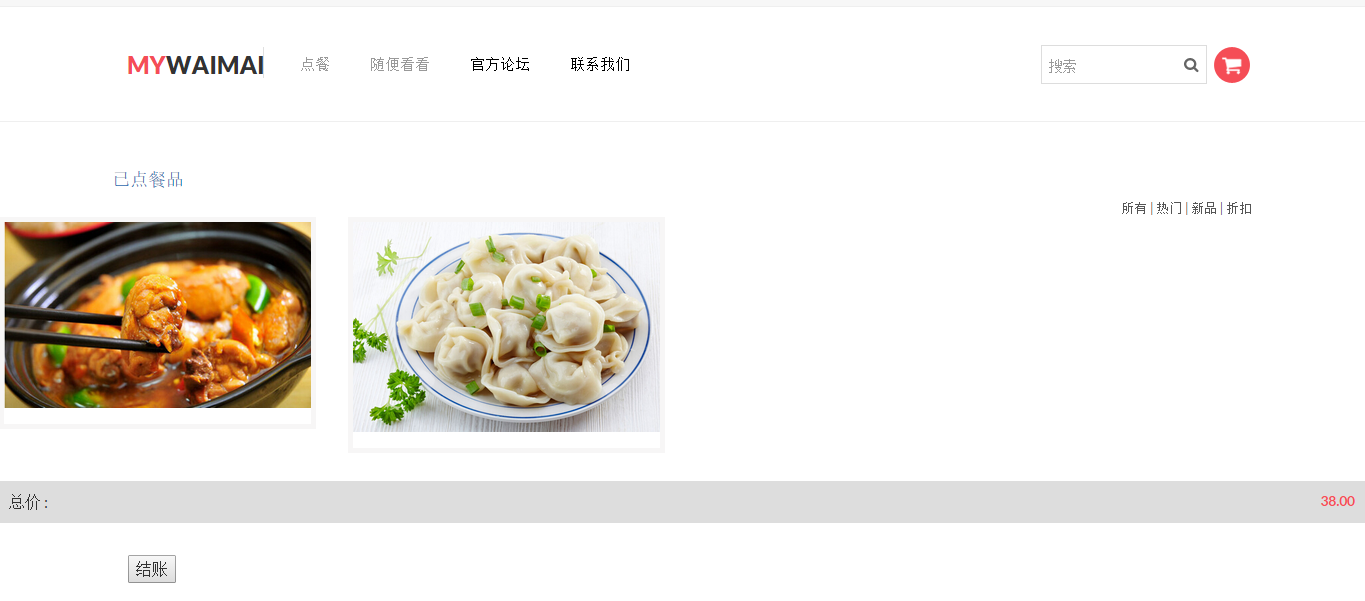 MYWAIMAI 点餐 随便看看 官方论坛 联系我们 搜索
已点餐品
所有 | 热门 | 新品 | 折扣
总价: 38.00
结账